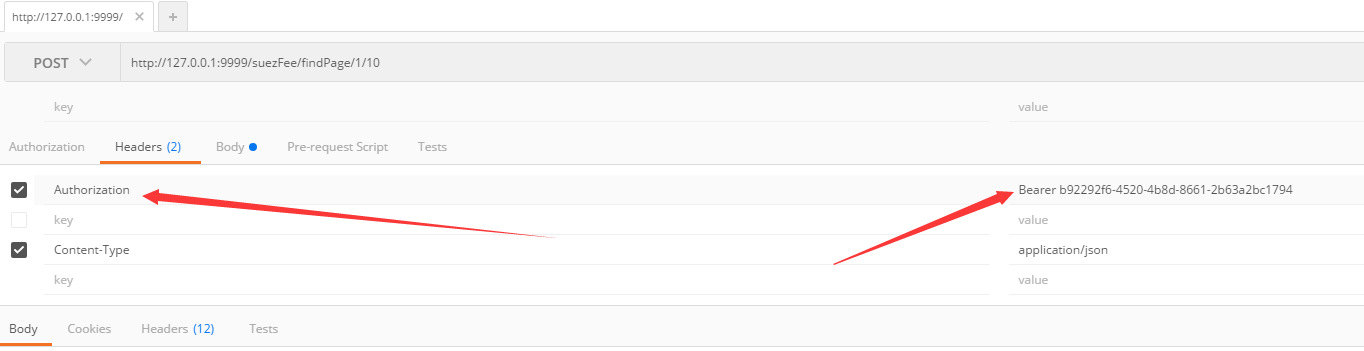 http://127.0.0.1:9999/ × +
POST http://127.0.0.1:9999/suezFee/findPage/1/10
key value
Authorization Headers (2) Body Pre-request Script Tests
Authorization Bearer b92292f6-4520-4b8d-8661-2b63a2bc1794
key value
Content-Type application/json
key value
Body Cookies Headers (12) Tests